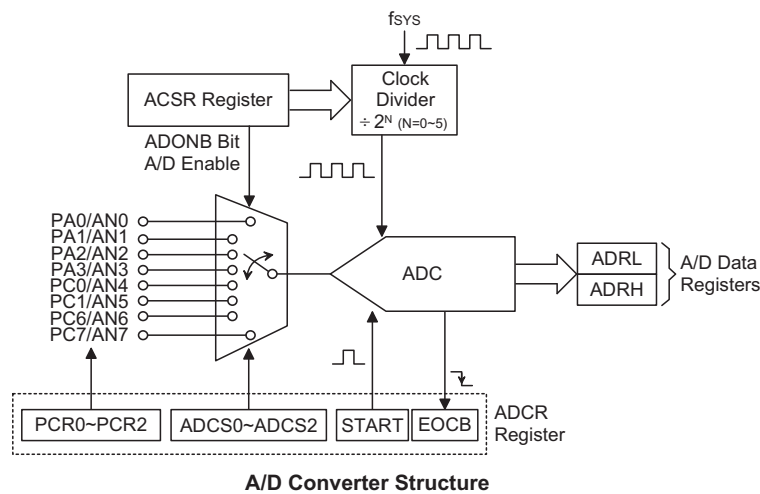 fSYS
Clock
Divider
÷ 2ᴺ (N=0~5)
ACSR Register
ADONB Bit
A/D Enable
PA0/AN0
PA1/AN1
PA2/AN2
PA3/AN3
PC0/AN4
PC1/AN5
PC6/AN6
PC7/AN7
ADC
ADRL
ADRH
A/D Data
Registers
PCR0~PCR2
ADCS0~ADCS2
START
EOCB
ADCR
Register
A/D Converter Structure